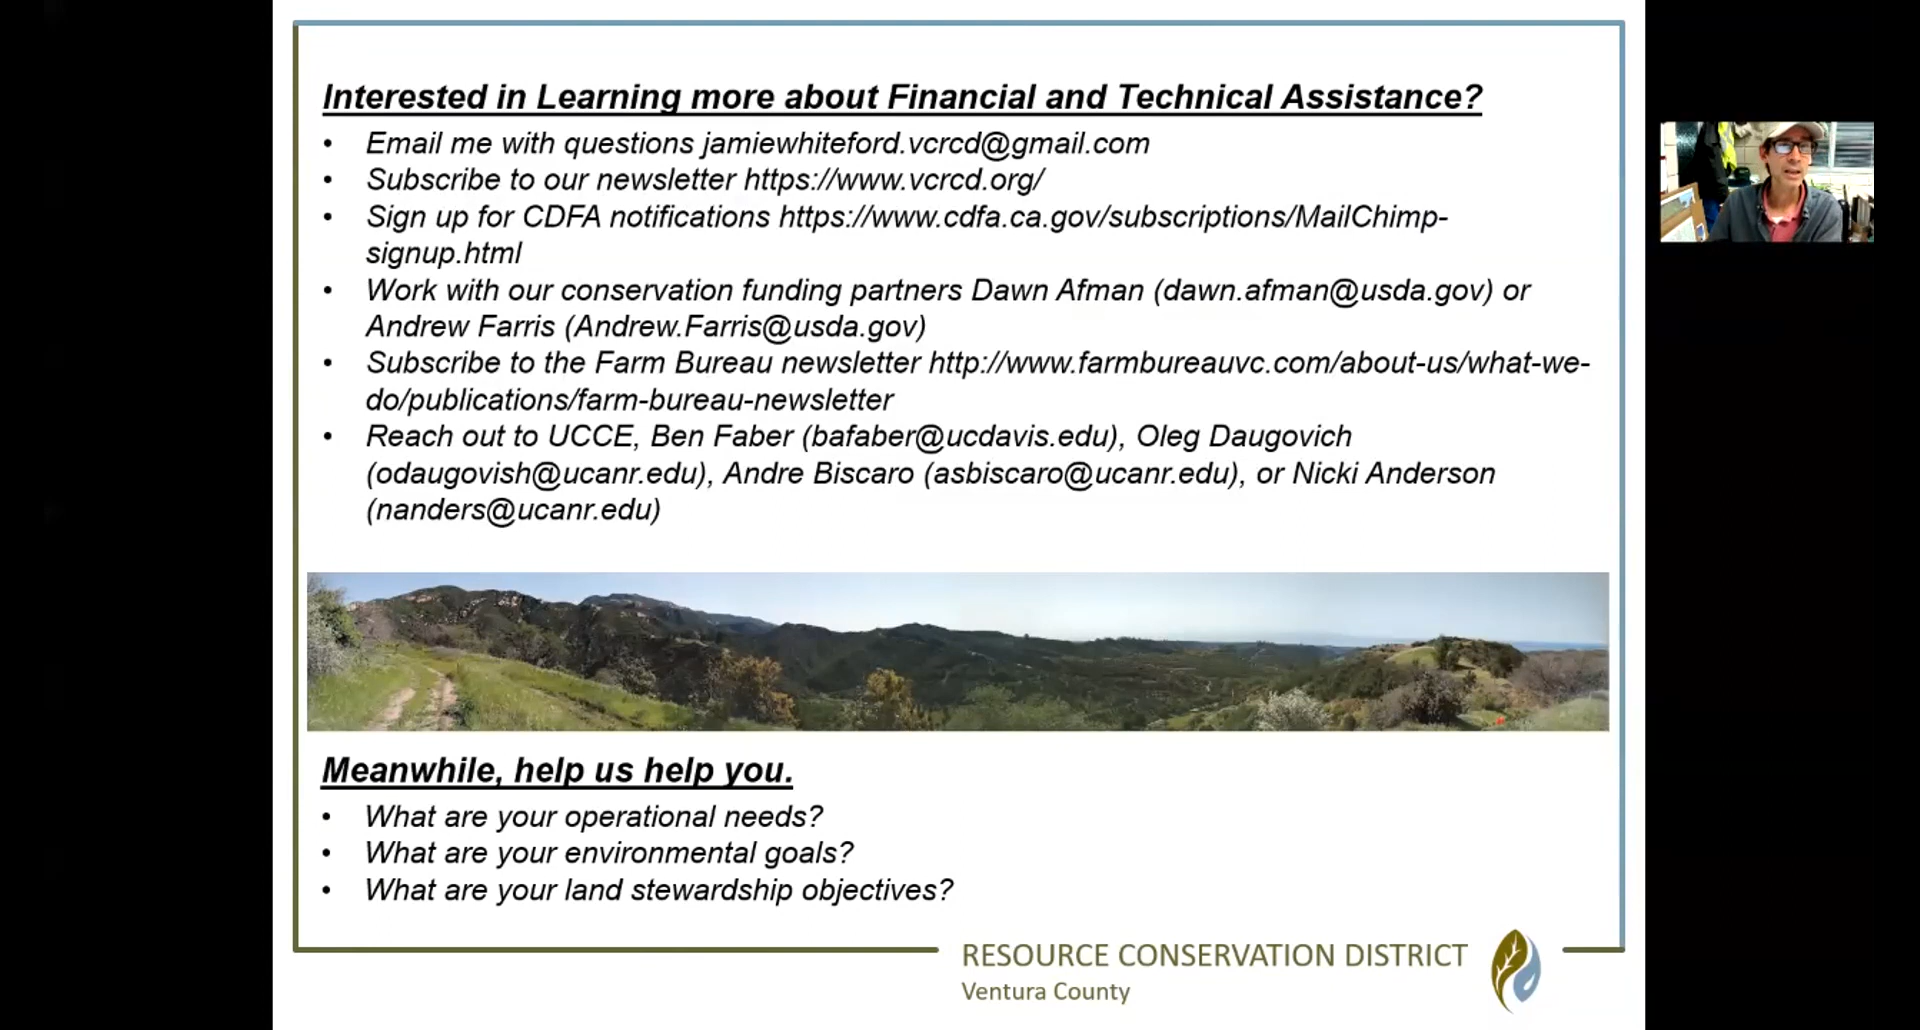 Interested in Learning more about Financial and Technical Assistance?
• Email me with questions jamiewhiteford.vcrcd@gmail.com
• Subscribe to our newsletter https://www.vcrcd.org/
• Sign up for CDFA notifications https://www.cdfa.ca.gov/subscriptions/MailChimp-
signup.html
• Work with our conservation funding partners Dawn Afman (dawn.afman@usda.gov) or
Andrew Farris (Andrew.Farris@usda.gov)
• Subscribe to the Farm Bureau newsletter http://www.farmbureauvc.com/about-us/what-we-
do/publications/farm-bureau-newsletter
• Reach out to UCCE, Ben Faber (bafaber@ucdavis.edu), Oleg Daugovich
(odaugovish@ucanr.edu), Andre Biscaro (asbiscaro@ucanr.edu), or Nicki Anderson
(nanders@ucanr.edu)
Meanwhile, help us help you.
• What are your operational needs?
• What are your environmental goals?
• What are your land stewardship objectives?
RESOURCE CONSERVATION DISTRICT
Ventura County